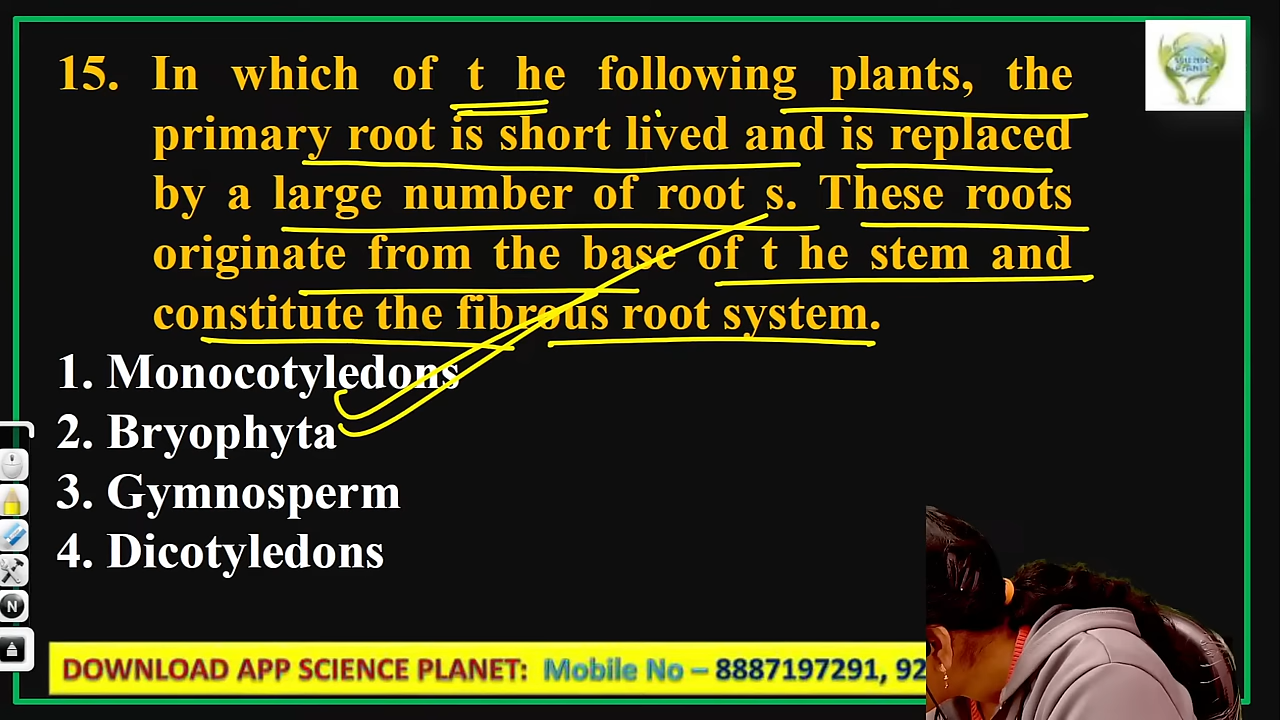 15. In which of t he following plants, the
primary root is short lived and is replaced
by a large number of root s. These roots
originate from the base of t he stem and
constitute the fibrous root system.
1. Monocotyledons
2. Bryophyta
3. Gymnosperm
4. Dicotyledons
N
DOWNLOAD APP SCIENCE PLANET: Mobile No – 8887197291, 92